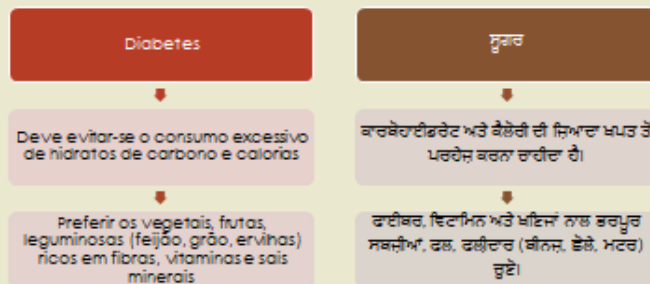 Diabetes
Deve evitar-se o consumo excessivo
de hidratos de carbono e calorias
Preferir os vegetais, frutas,
leguminosas (feijão, grão, ervilhas)
ricos em fibras, vitaminas e sais
minerais
ਸ਼ੂਗਰ
ਕਾਰਬੋਹਾਈਡਰੇਟ ਅਤੇ ਕੈਲੋਰੀ ਦੀ ਜ਼ਿਆਦਾ ਖਪਤ ਤੋਂ
ਪਰਹੇਜ਼ ਕਰਨਾ ਚਾਹੀਦਾ ਹੈ।
ਫਾਈਬਰ, ਵਿਟਾਮਿਨ ਅਤੇ ਖਣਿਜਾਂ ਨਾਲ ਭਰਪੂਰ
ਸਬਜ਼ੀਆਂ, ਫਲ, ਫਲ਼ੀਦਾਰ (ਬੀਨਜ਼, ਛੋਲੇ, ਮਟਰ)
ਚੁਣੋ।